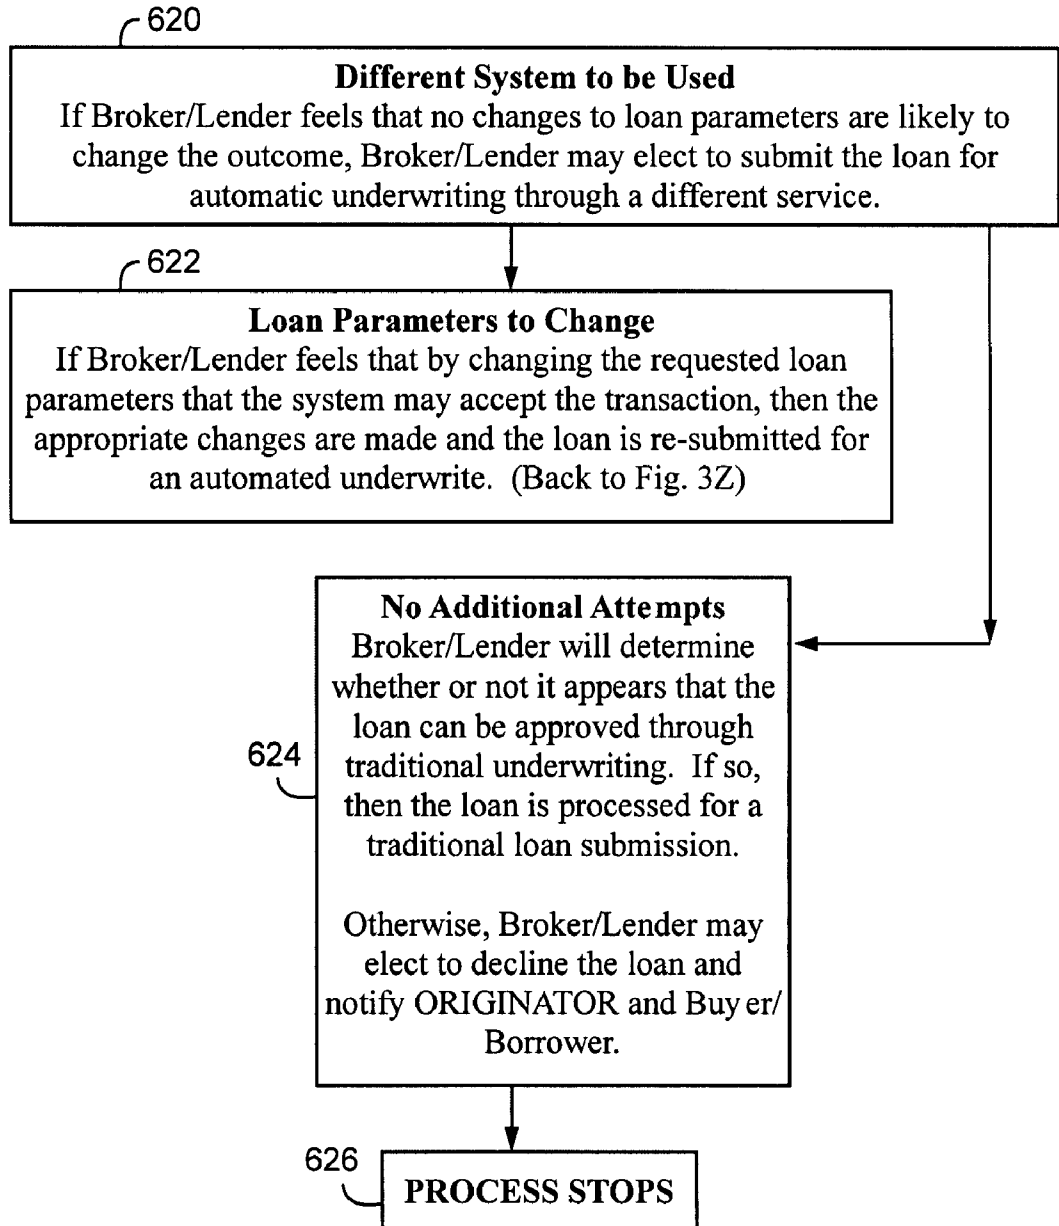 620
Different System to be Used
If Broker/Lender feels that no changes to loan parameters are likely to
change the outcome, Broker/Lender may elect to submit the loan for
automatic underwriting through a different service.
622
Loan Parameters to Change
If Broker/Lender feels that by changing the requested loan
parameters that the system may accept the transaction, then the
appropriate changes are made and the loan is re-submitted for
an automated underwrite. (Back to Fig. 3Z)
624
No Additional Attempts
Broker/Lender will determine
whether or not it appears that the
loan can be approved through
traditional underwriting. If so,
then the loan is processed for a
traditional loan submission.
Otherwise, Broker/Lender may
elect to decline the loan and
notify ORIGINATOR and Buyer/
Borrower.
626
PROCESS STOPS